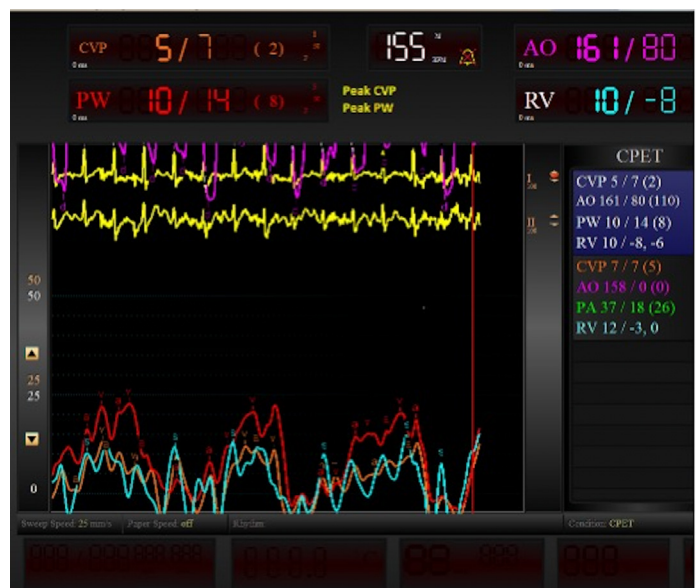 CVP 5/7 (2)
155
AO 161/80
PW 10/14 (8)
Peak CVP
Peak PW
RV 10/-8
CPET
I
CVP 5 / 7 (2)
AO 161 / 80 (110)
PW 10 / 14 (8)
RV 10 / -8, -6
II
CVP 7 / 7 (5)
AO 158 / 0 (0)
PA 37 / 18 (26)
RV 12 / -3, 0
50
50
25
25
0
Sweep Speed: 25 mm/s Paper Speed: off Rhythm: Condition: CPET